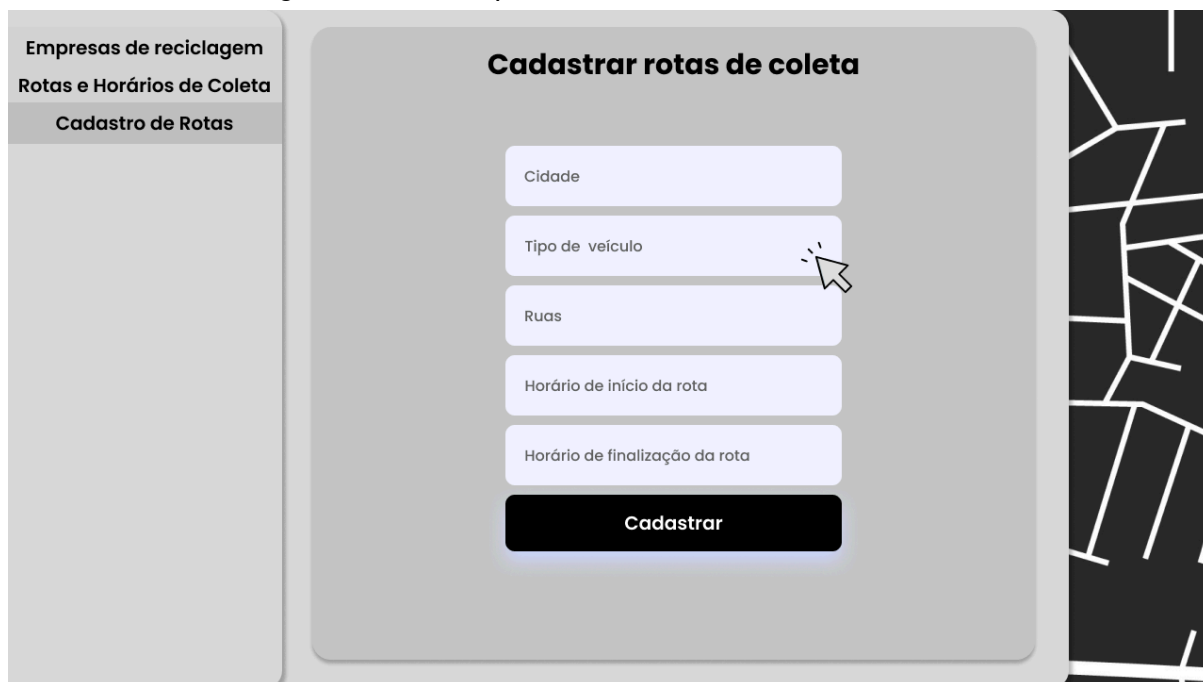 Empresas de reciclagem
Rotas e Horários de Coleta
Cadastro de Rotas
Cadastrar rotas de coleta
Cidade
Tipo de veículo
Ruas
Horário de início da rota
Horário de finalização da rota
Cadastrar